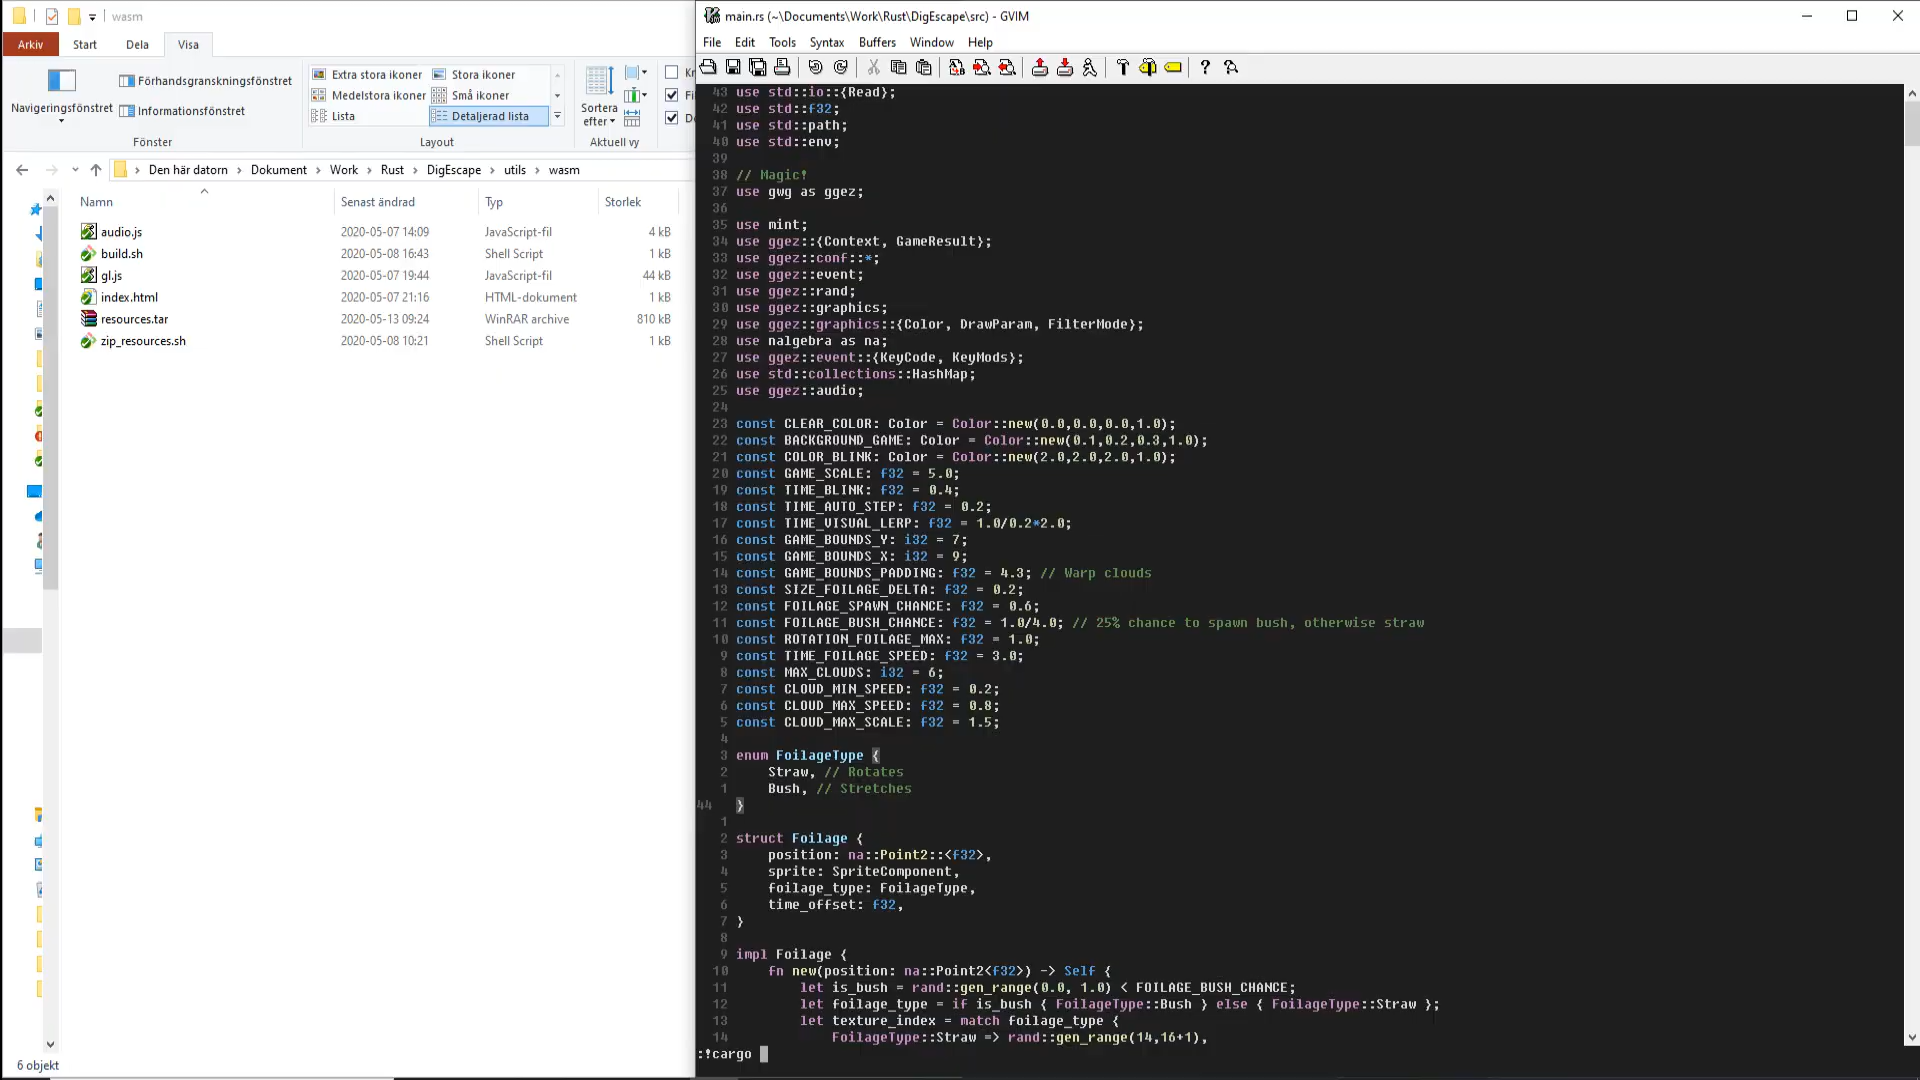 wasm
Arkiv
Start
Dela
Visa
Navigeringsfönstret
Förhandsgranskningsfönstret
Informationsfönstret
Fönster
Extra stora ikoner
Stora ikoner
Medelstora ikoner
Små ikoner
Lista
Detaljerad lista
Layout
Sortera
efter
Aktuell vy
Den här datorn > Dokument > Work > Rust > DigEscape > utils > wasm
Namn Senast ändrad Typ Storlek
audio.js 2020-05-07 14:09 JavaScript-fil 4 kB
build.sh 2020-05-08 16:43 Shell Script 1 kB
gl.js 2020-05-07 19:44 JavaScript-fil 44 kB
index.html 2020-05-07 21:16 HTML-dokument 1 kB
resources.tar 2020-05-13 09:24 WinRAR archive 810 kB
zip_resources.sh 2020-05-08 10:21 Shell Script 1 kB
6 objekt
main.rs (~\Documents\Work\Rust\DigEscape\src) - GVIM
File Edit Tools Syntax Buffers Window Help
43 use std::io::{Read};
42 use std::f32;
41 use std::path;
40 use std::env;
39
38 // Magic!
37 use gwg as ggez;
36
35 use mint;
34 use ggez::{Context, GameResult};
33 use ggez::conf::*;
32 use ggez::event;
31 use ggez::rand;
30 use ggez::graphics;
29 use ggez::graphics::{Color, DrawParam, FilterMode};
28 use nalgebra as na;
27 use ggez::event::{KeyCode, KeyMods};
26 use std::collections::HashMap;
25 use ggez::audio;
24
23 const CLEAR_COLOR: Color = Color::new(0.0,0.0,0.0,1.0);
22 const BACKGROUND_GAME: Color = Color::new(0.1,0.2,0.3,1.0);
21 const COLOR_BLINK: Color = Color::new(2.0,2.0,2.0,1.0);
20 const GAME_SCALE: f32 = 5.0;
19 const TIME_BLINK: f32 = 0.4;
18 const TIME_AUTO_STEP: f32 = 0.2;
17 const TIME_VISUAL_LERP: f32 = 1.0/0.2*2.0;
16 const GAME_BOUNDS_Y: i32 = 7;
15 const GAME_BOUNDS_X: i32 = 9;
14 const GAME_BOUNDS_PADDING: f32 = 4.3; // Warp clouds
13 const SIZE_FOILAGE_DELTA: f32 = 0.2;
12 const FOILAGE_SPAWN_CHANCE: f32 = 0.6;
11 const FOILAGE_BUSH_CHANCE: f32 = 1.0/4.0; // 25% chance to spawn bush, otherwise straw
10 const ROTATION_FOILAGE_MAX: f32 = 1.0;
9 const TIME_FOILAGE_SPEED: f32 = 3.0;
8 const MAX_CLOUDS: i32 = 6;
7 const CLOUD_MIN_SPEED: f32 = 0.2;
6 const CLOUD_MAX_SPEED: f32 = 0.8;
5 const CLOUD_MAX_SCALE: f32 = 1.5;
4
3 enum FoilageType {
2 Straw, // Rotates
1 Bush, // Stretches
44 }
1
2 struct Foilage {
3 position: na::Point2::<f32>,
4 sprite: SpriteComponent,
5 foilage_type: FoilageType,
6 time_offset: f32,
7 }
8
9 impl Foilage {
10 fn new(position: na::Point2<f32>) -> Self {
11 let is_bush = rand::gen_range(0.0, 1.0) < FOILAGE_BUSH_CHANCE;
12 let foilage_type = if is_bush { FoilageType::Bush } else { FoilageType::Straw };
13 let texture_index = match foilage_type {
14 FoilageType::Straw => rand::gen_range(14,16+1),
:!cargo